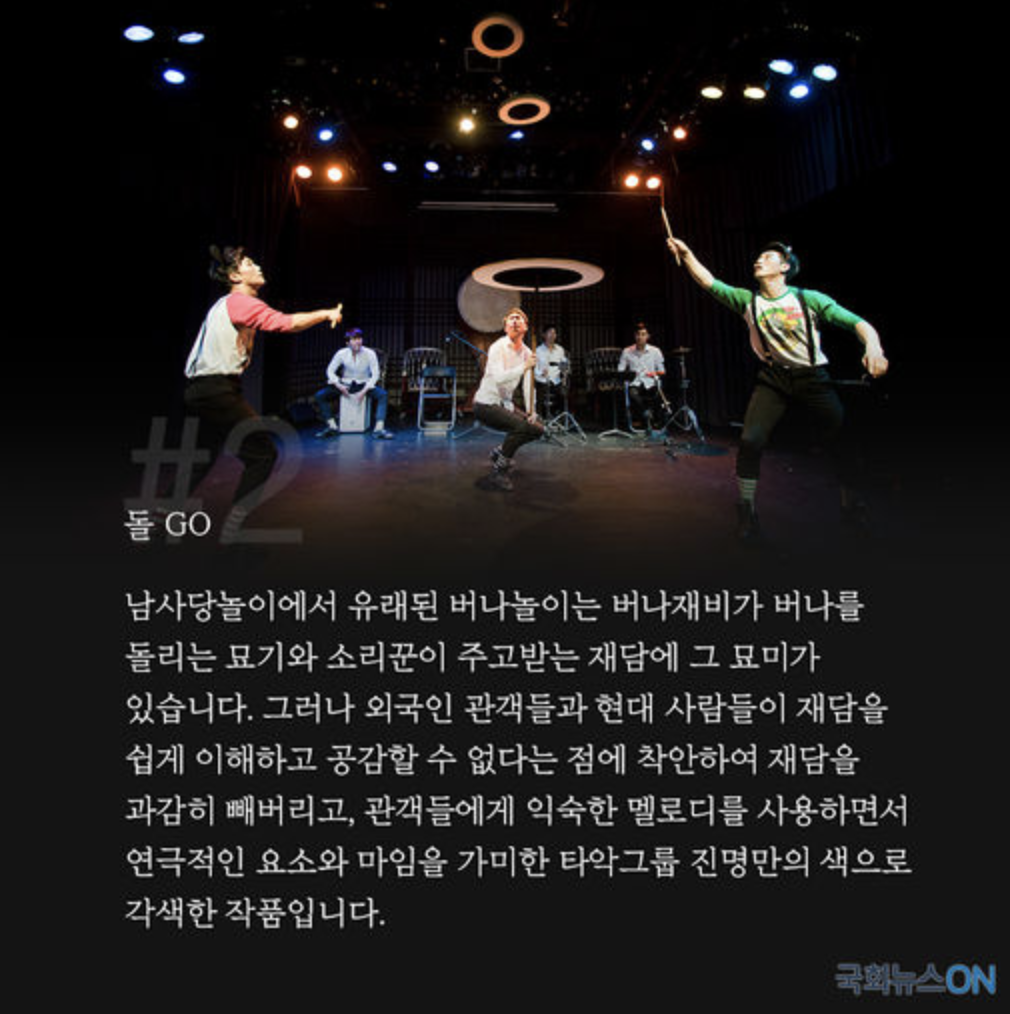 #2
돌 GO
남사당놀이에서 유래된 버나놀이는 버나재비가 버나를
돌리는 묘기와 소리꾼이 주고받는 재담에 그 묘미가
있습니다. 그러나 외국인 관객들과 현대 사람들이 재담을
쉽게 이해하고 공감할 수 없다는 점에 착안하여 재담을
과감히 빼버리고, 관객들에게 익숙한 멜로디를 사용하면서
연극적인 요소와 마임을 가미한 타악그룹 진명만의 색으로
각색한 작품입니다.
국화뉴스ON